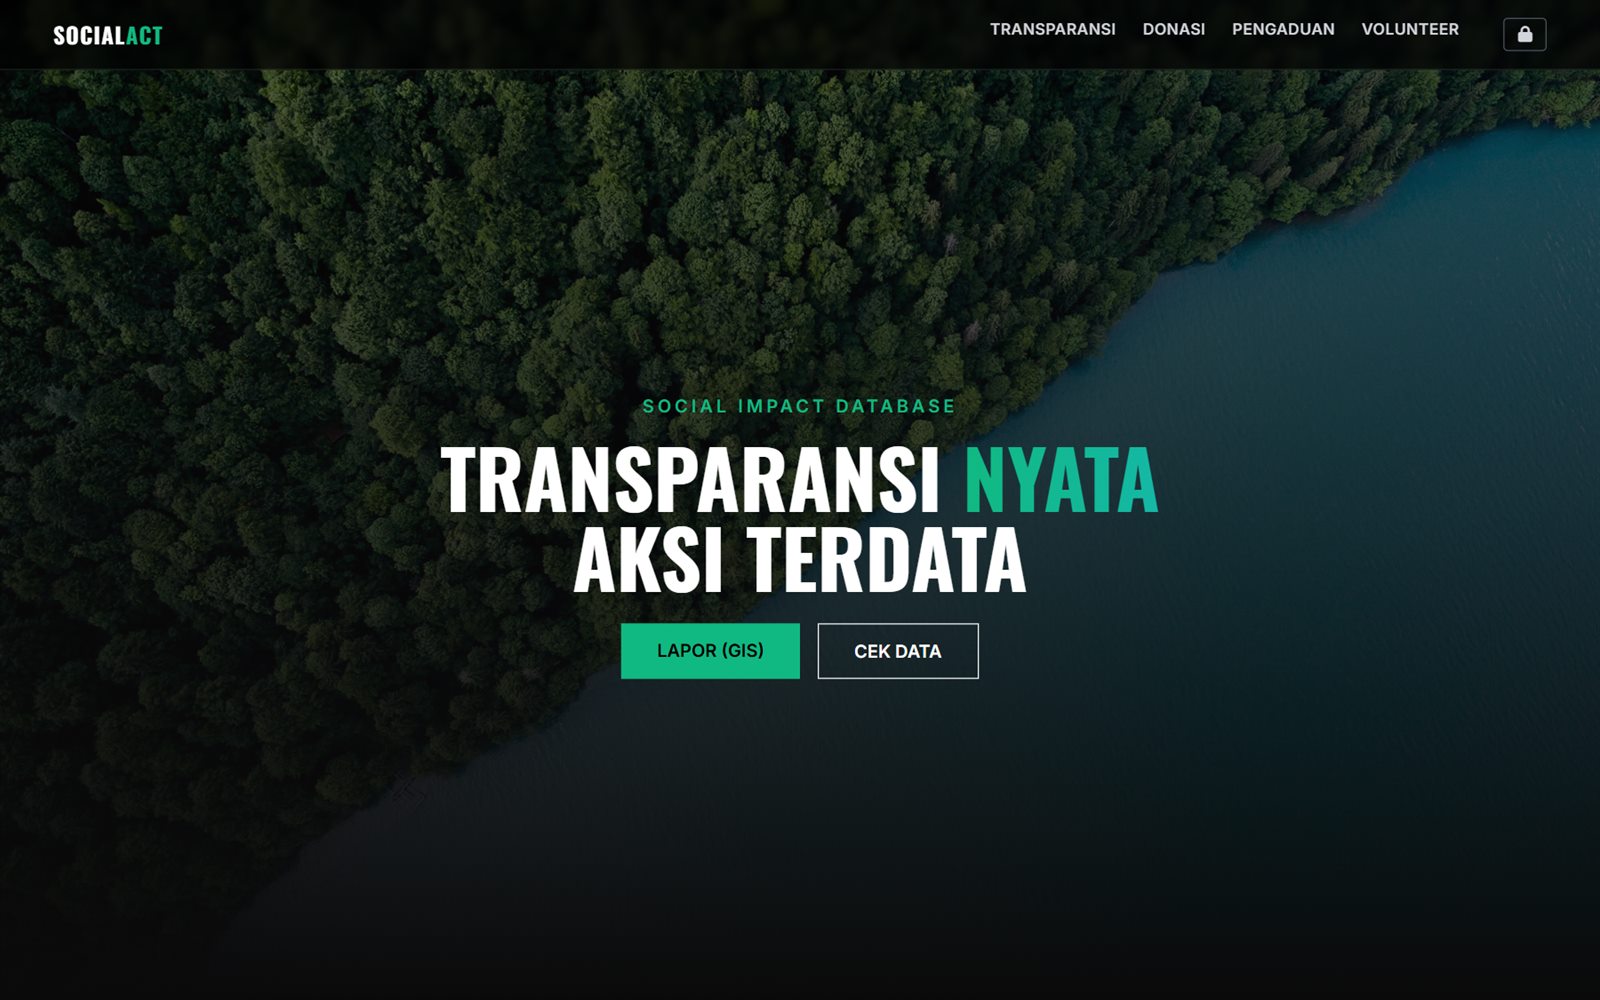 SOCIALACT
TRANSPARANSI DONASI PENGADUAN VOLUNTEER
SOCIAL IMPACT DATABASE
TRANSPARANSI NYATA
AKSI TERDATA
LAPOR (GIS) CEK DATA